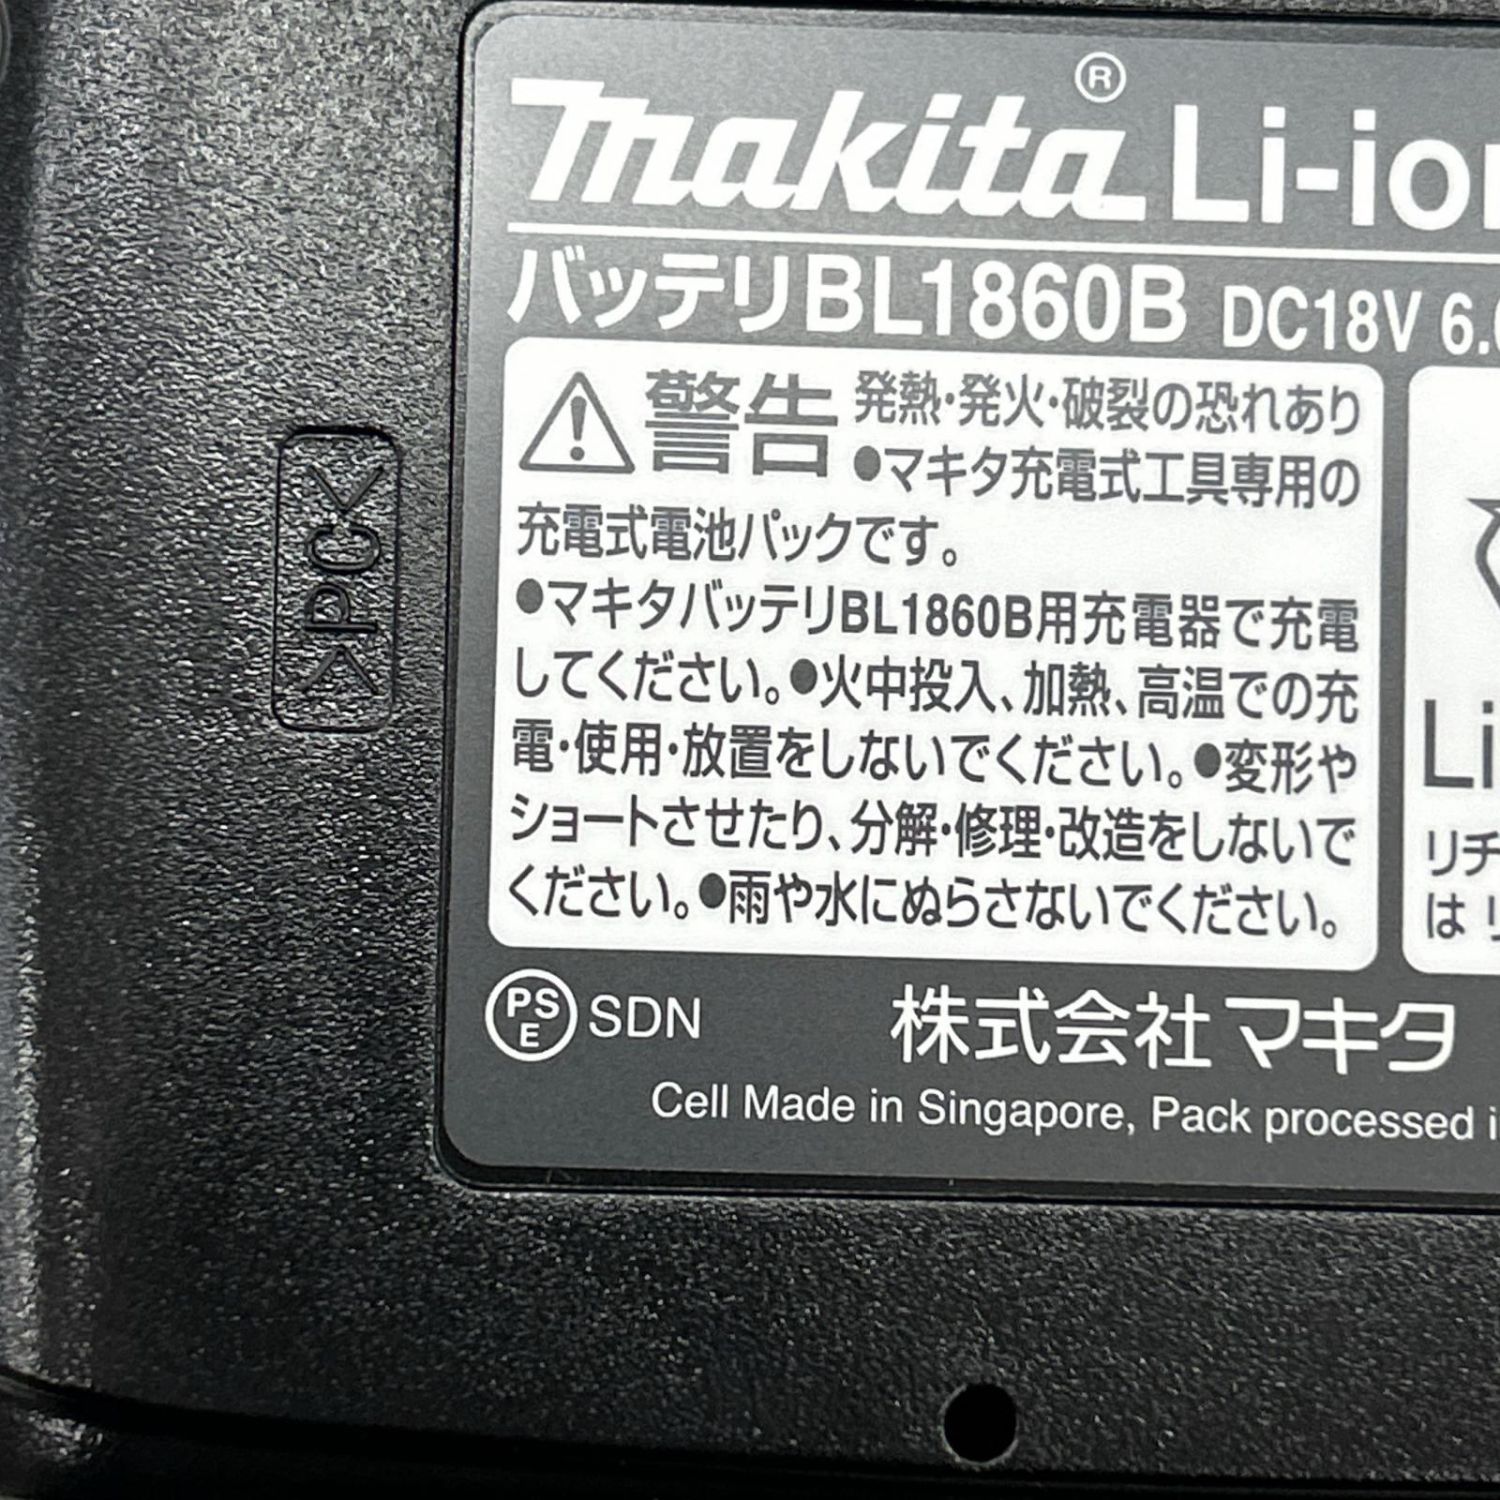 makita® Li-ion
バッテリBL1860B DC18V 6.0
警告 発熱・発火・破裂の恐れあり
●マキタ充電式工具専用の
充電式電池パックです。
●マキタバッテリBL1860B用充電器で充電
してください。●火中投入、加熱、高温での充
電・使用・放置をしないでください。●変形や
ショートさせたり、分解・修理・改造をしないで
ください。●雨や水にぬらさないでください。
Li
リチ
は リ
PSE SDN 株式会社マキタ
Cell Made in Singapore, Pack processed i
>PC<